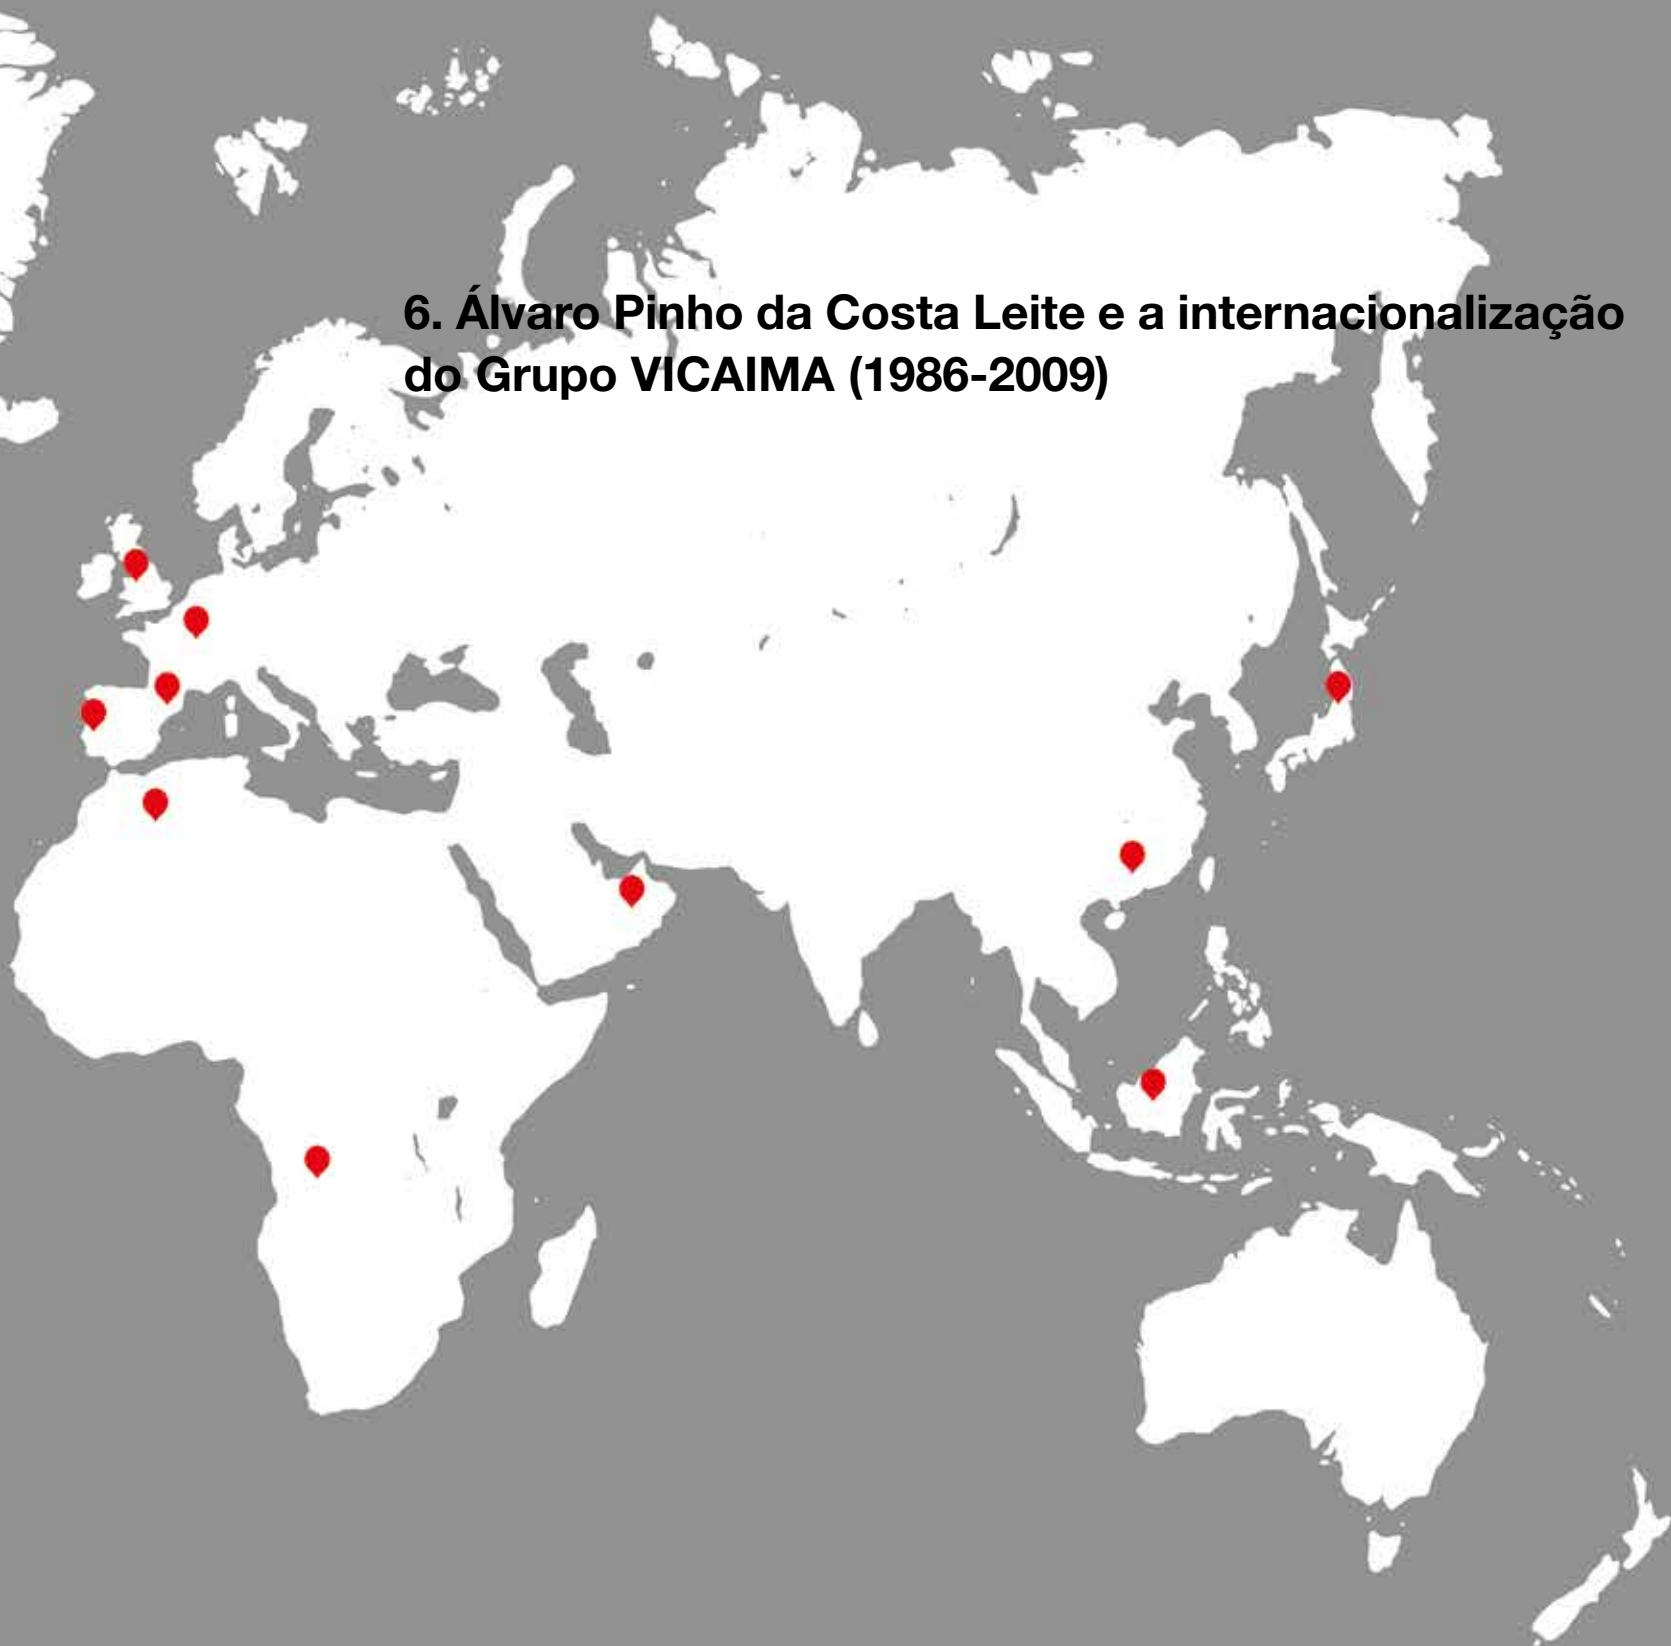 6. Álvaro Pinho da Costa Leite e a internacionalização
do Grupo VICAIMA (1986-2009)